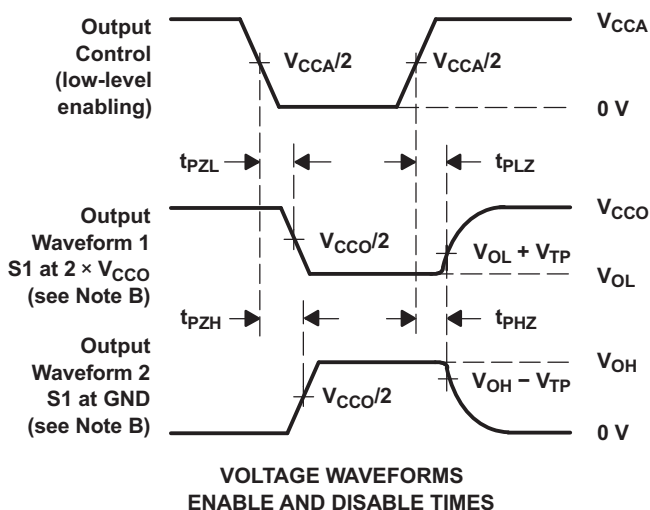 Output
Control
(low-level
enabling)
VCCA/2
VCCA/2
VCCA
0 V
tPZL
tPLZ
Output
Waveform 1
S1 at 2 × VCCO
(see Note B)
VCCO/2
VCCO
VOL + VTP
VOL
tPZH
tPHZ
Output
Waveform 2
S1 at GND
(see Note B)
VCCO/2
VOH
VOH − VTP
0 V
VOLTAGE WAVEFORMS
ENABLE AND DISABLE TIMES